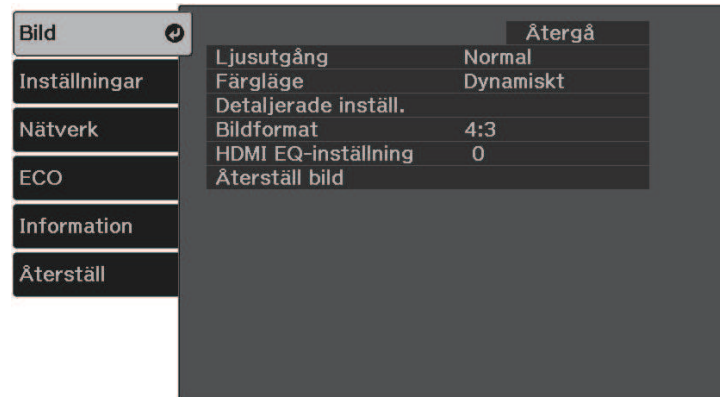 Bild
Inställningar
Nätverk
ECO
Information
Återställ
Återgå
Ljusutgång Normal
Färgläge Dynamiskt
Detaljerade inställ.
Bildformat 4:3
HDMI EQ-inställning 0
Återställ bild